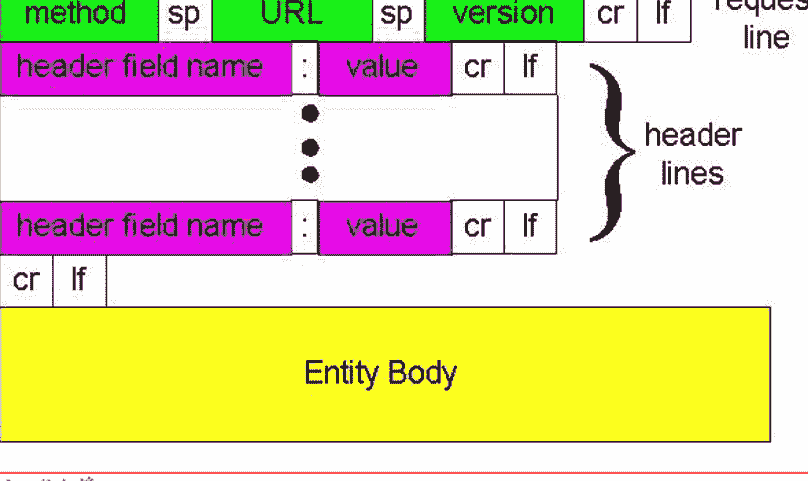 method sp URL sp version cr lf
request line
header field name : value cr lf
header lines
header field name : value cr lf
cr lf
Entity Body